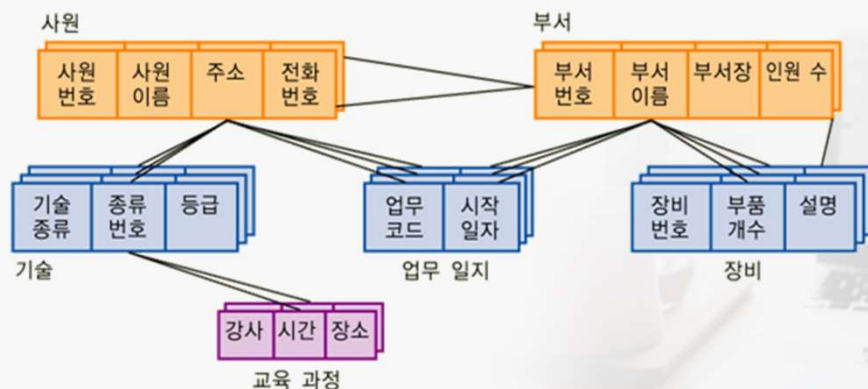 사원
부서
사원 번호
사원 이름
주소
전화 번호
부서 번호
부서 이름
부서장
인원 수
기술 종류
종류 번호
등급
업무 코드
시작 일자
장비 번호
부품 개수
설명
기술
업무 일지
장비
강사
시간
장소
교육 과정